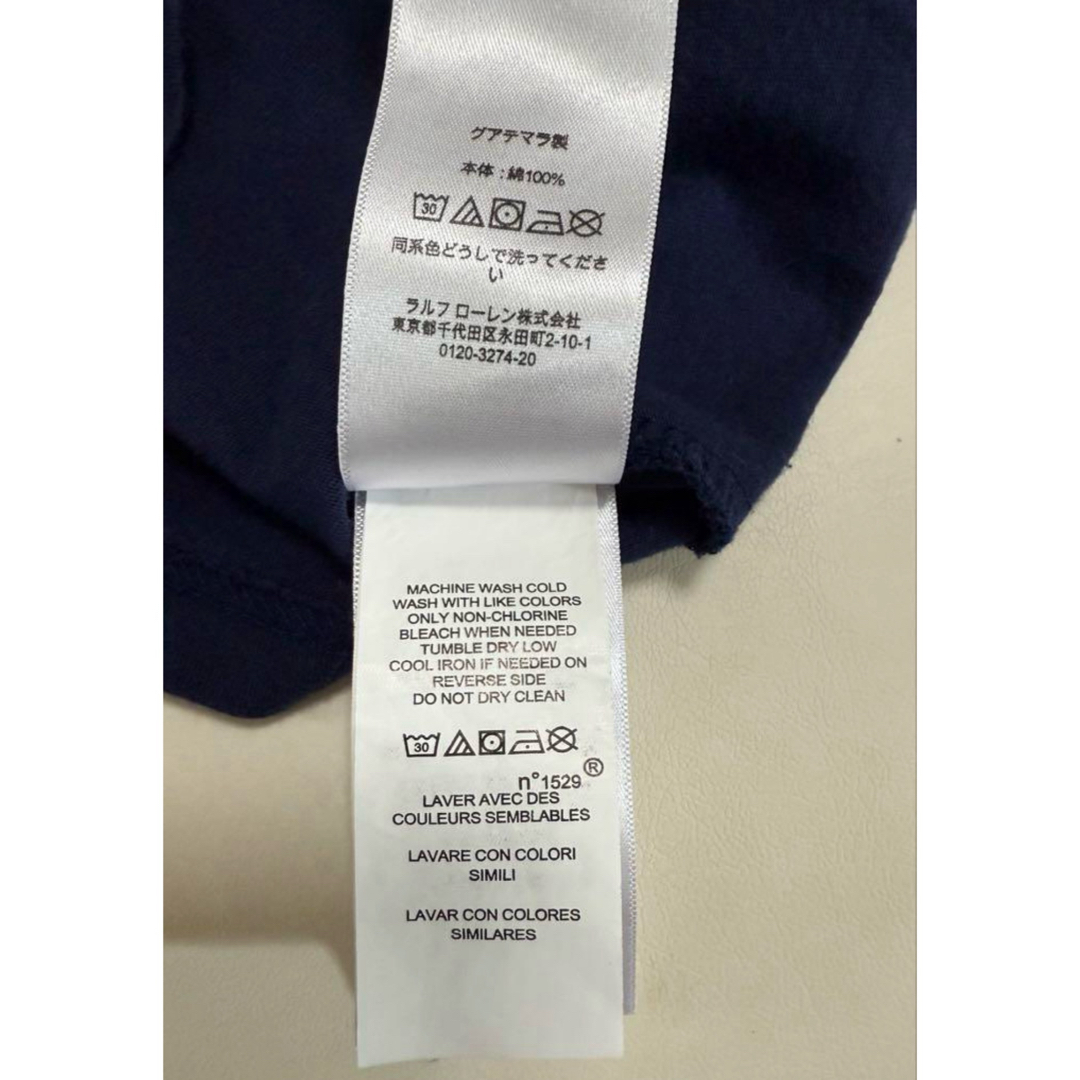 グアテマラ製
本体 : 綿100%
30
同系色どうしで洗ってくださ
い
ラルフ ローレン株式会社
東京都千代田区永田町2-10-1
0120-3274-20
MACHINE WASH COLD
WASH WITH LIKE COLORS
ONLY NON-CHLORINE
BLEACH WHEN NEEDED
TUMBLE DRY LOW
COOL IRON IF NEEDED ON
REVERSE SIDE
DO NOT DRY CLEAN
30
n°1529®
LAVER AVEC DES
COULEURS SEMBLABLES
LAVARE CON COLORI
SIMILI
LAVAR CON COLORES
SIMILARES